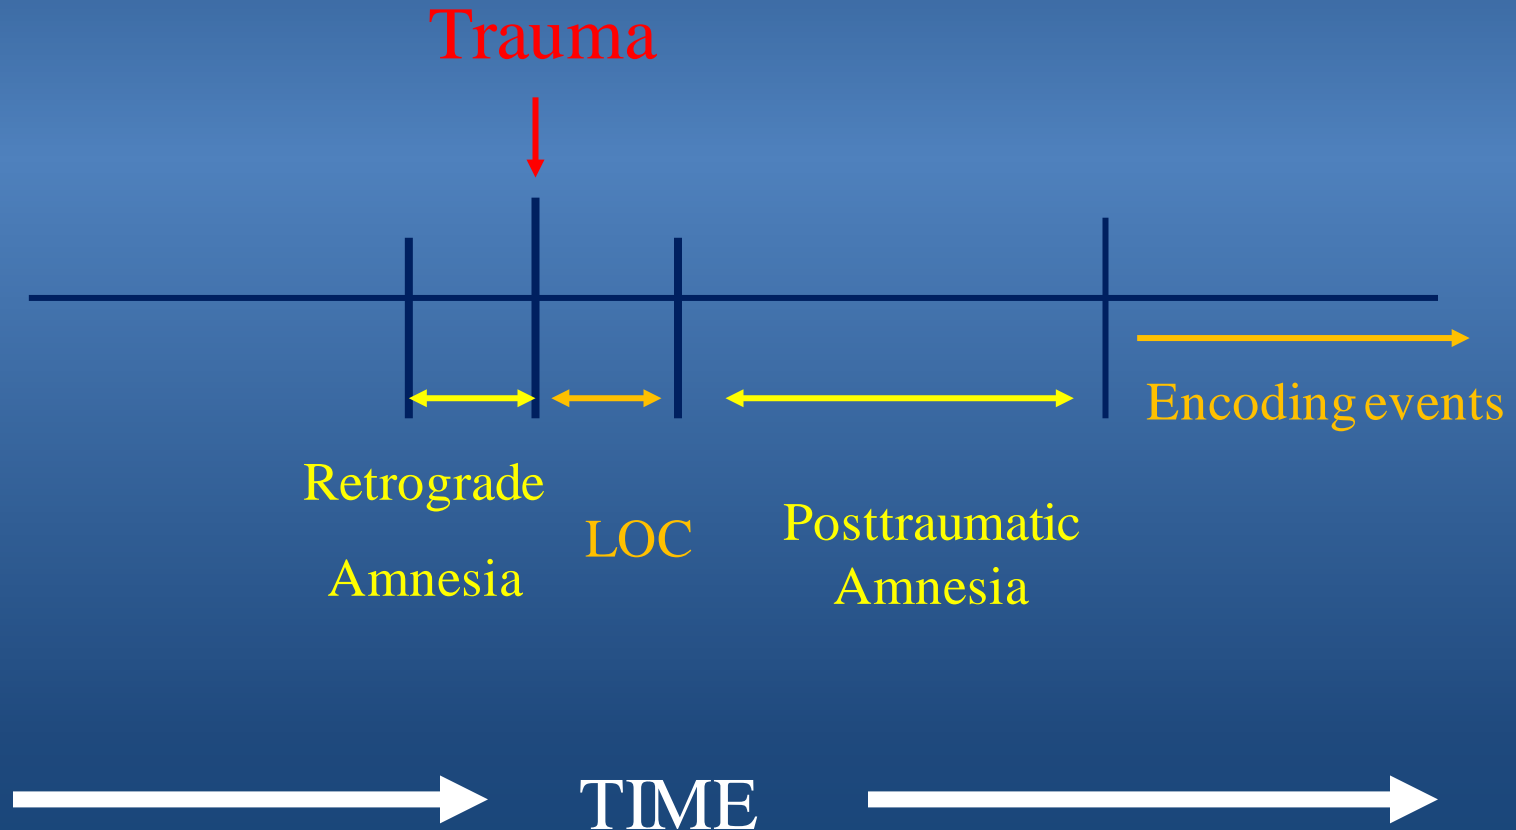 Trauma
Encoding events
Retrograde
Amnesia
LOC
Posttraumatic
Amnesia
TIME